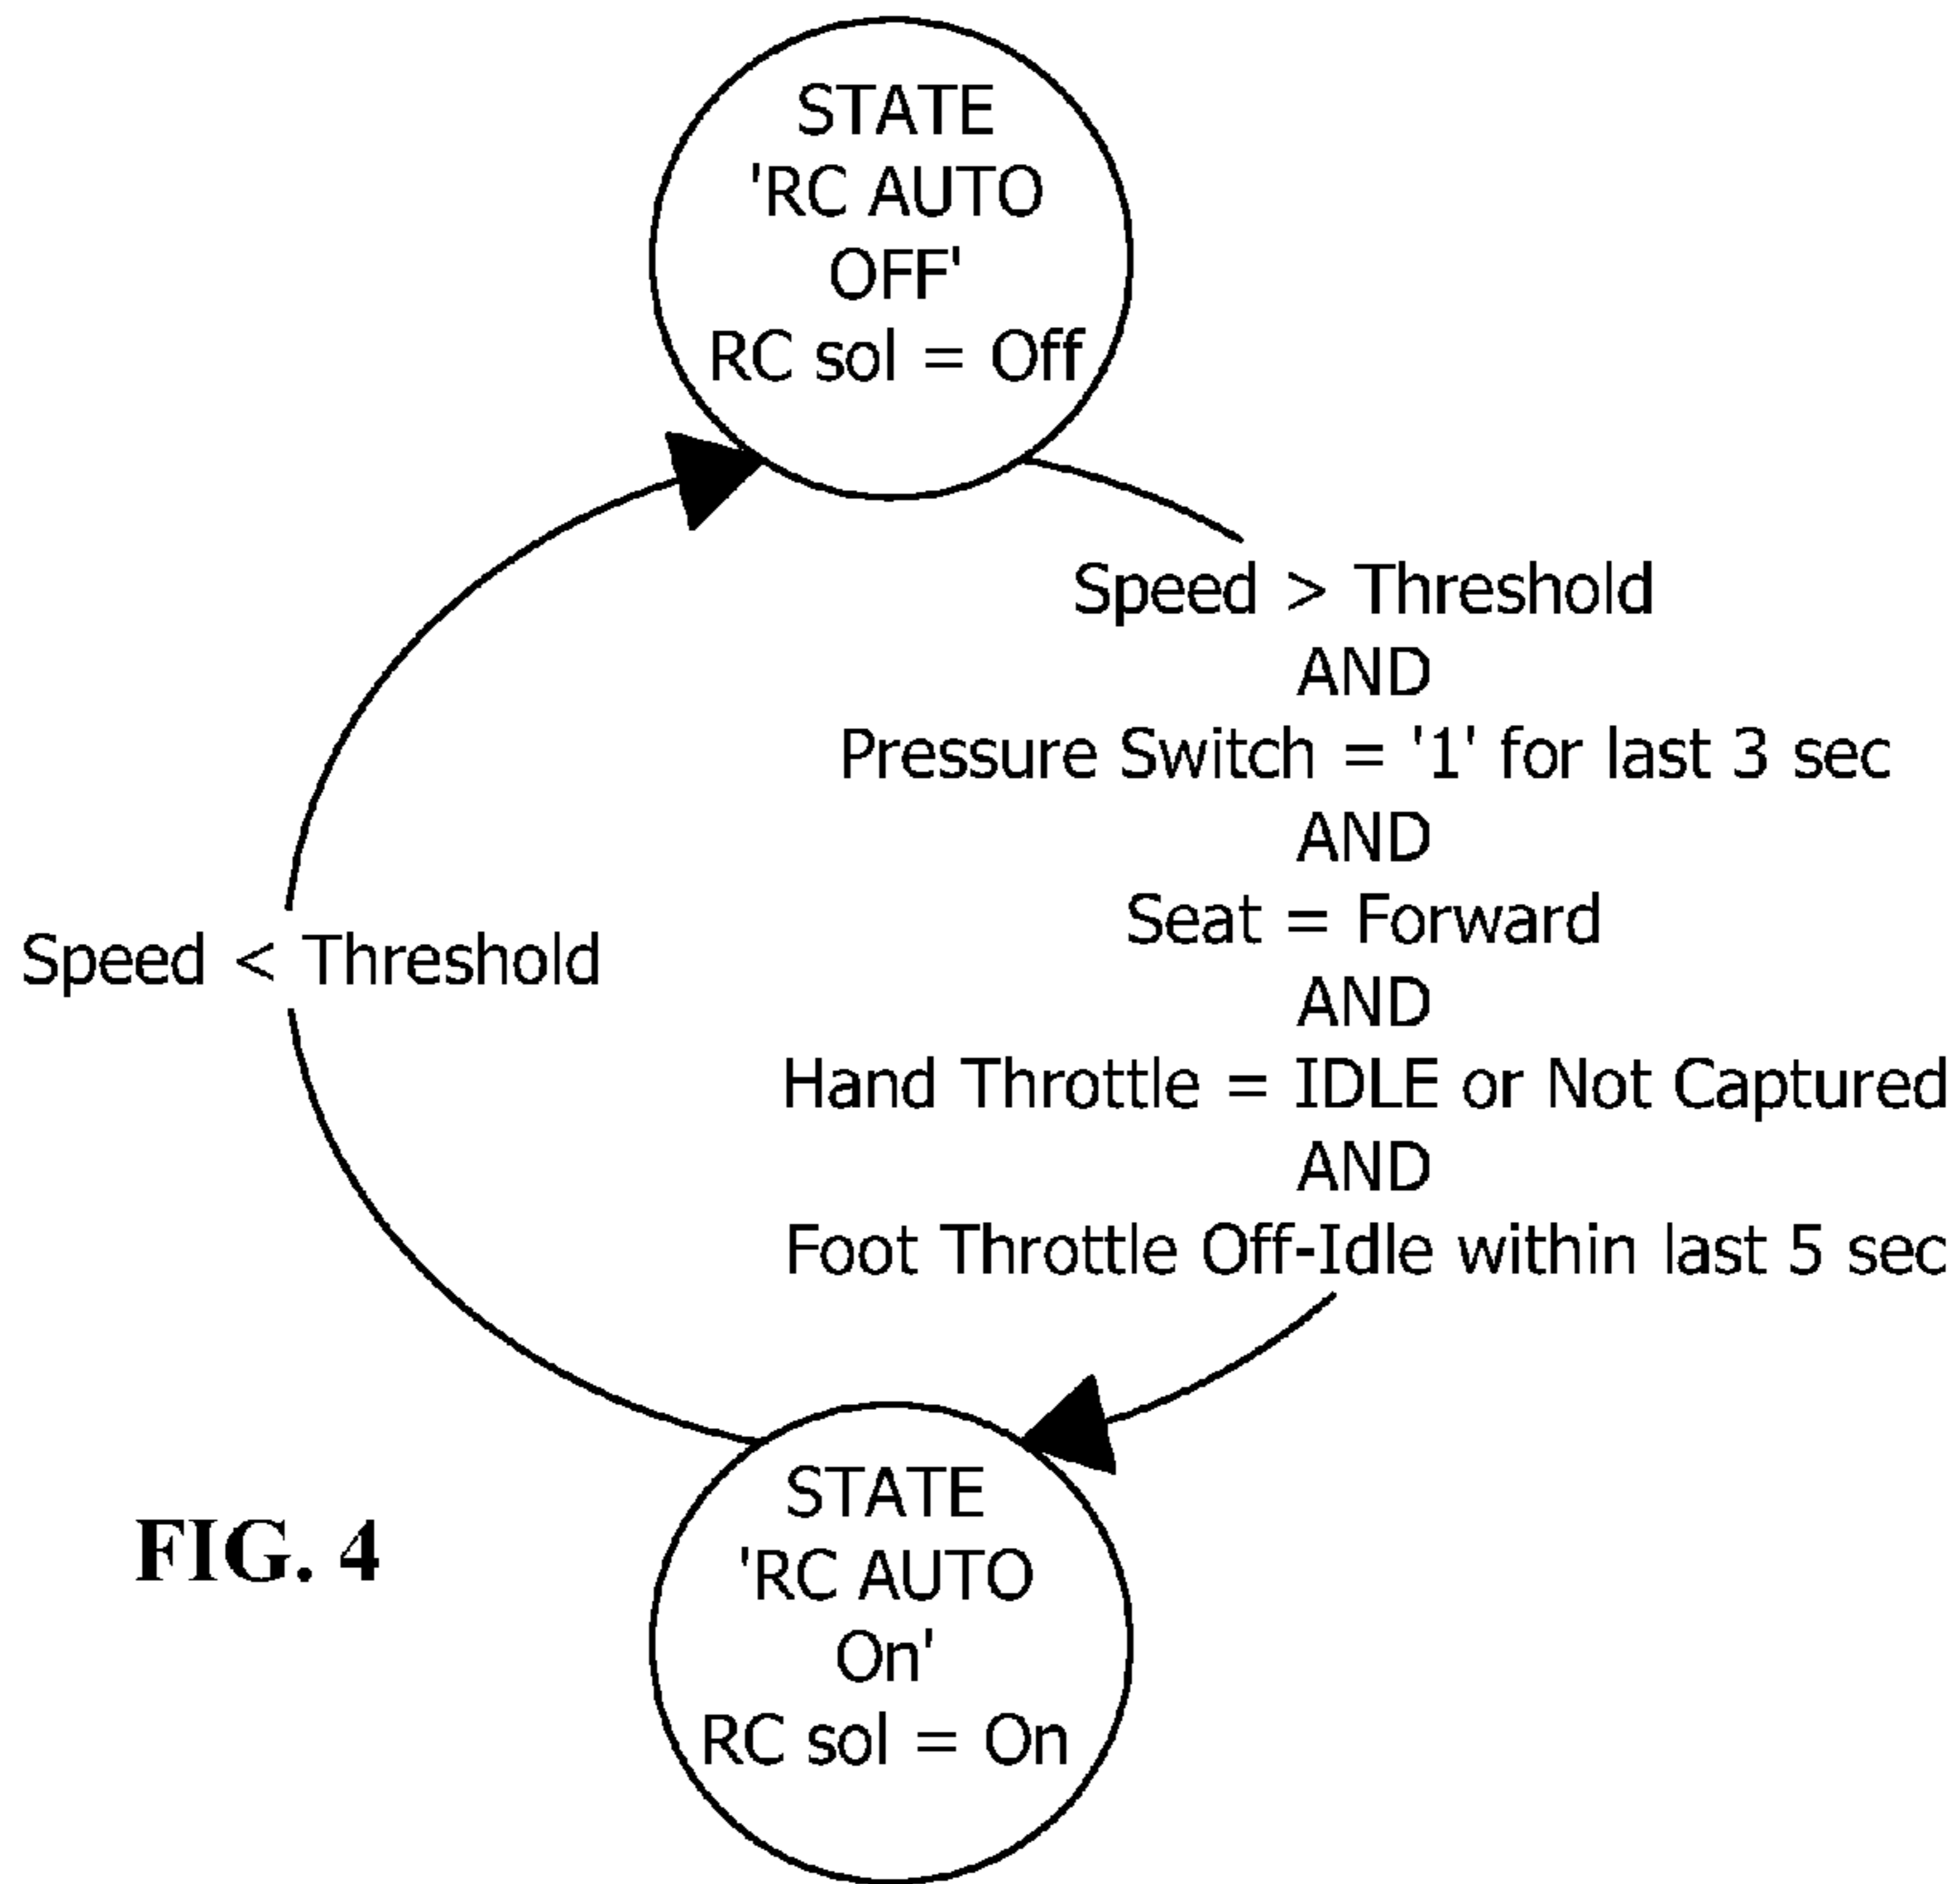 STATE
'RC AUTO
OFF'
RC sol = Off
Speed > Threshold
AND
Pressure Switch = '1' for last 3 sec
AND
Seat = Forward
AND
Hand Throttle = IDLE or Not Captured
AND
Foot Throttle Off-Idle within last 5 sec
Speed < Threshold
STATE
'RC AUTO
On'
RC sol = On
FIG. 4